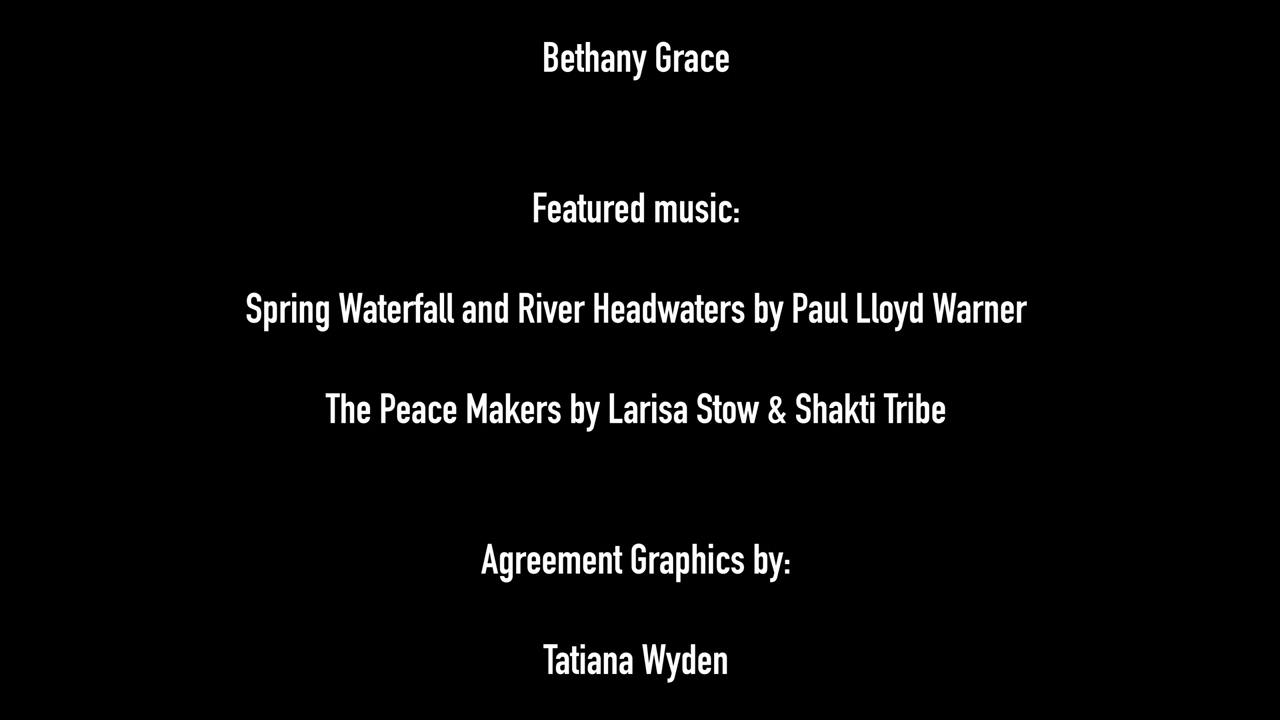 Bethany Grace
Featured music:
Spring Waterfall and River Headwaters by Paul Lloyd Warner
The Peace Makers by Larisa Stow & Shakti Tribe
Agreement Graphics by:
Tatiana Wyden